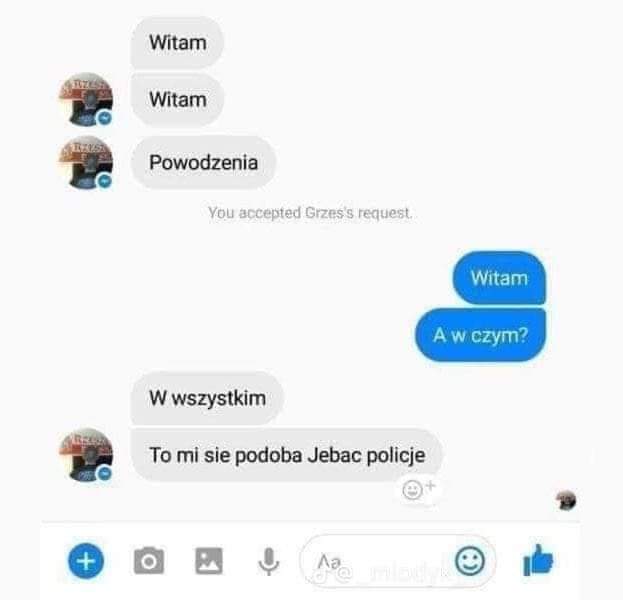 Witam
Witam
Powodzenia
You accepted Grzes's request.
Witam
A w czym?
W wszystkim
To mi sie podoba Jebac policje
Aa